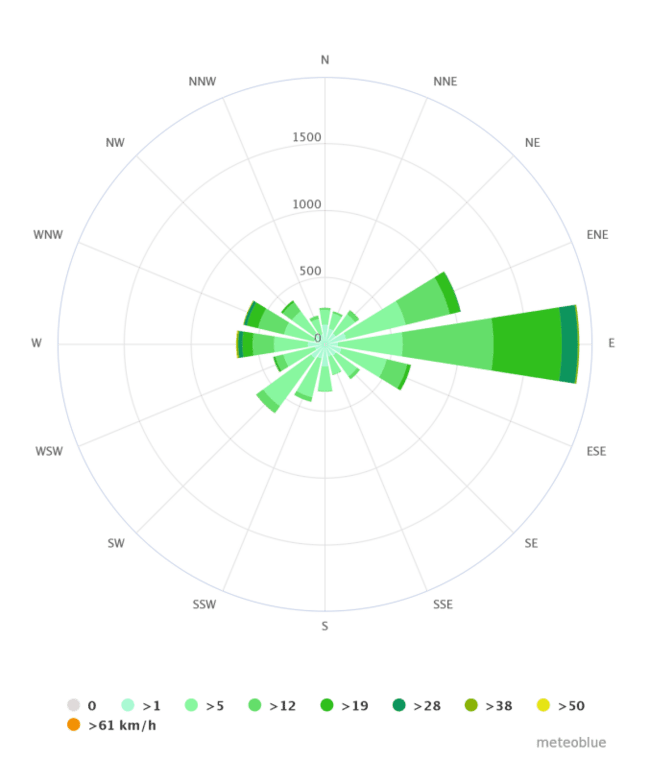 N
NNW NNE
NW NE
1500
1000
WNW ENE
500
0
W E
WSW ESE
SW SE
SSW SSE
S
0 >1 >5 >12 >19 >28 >38 >50
>61 km/h
meteoblue